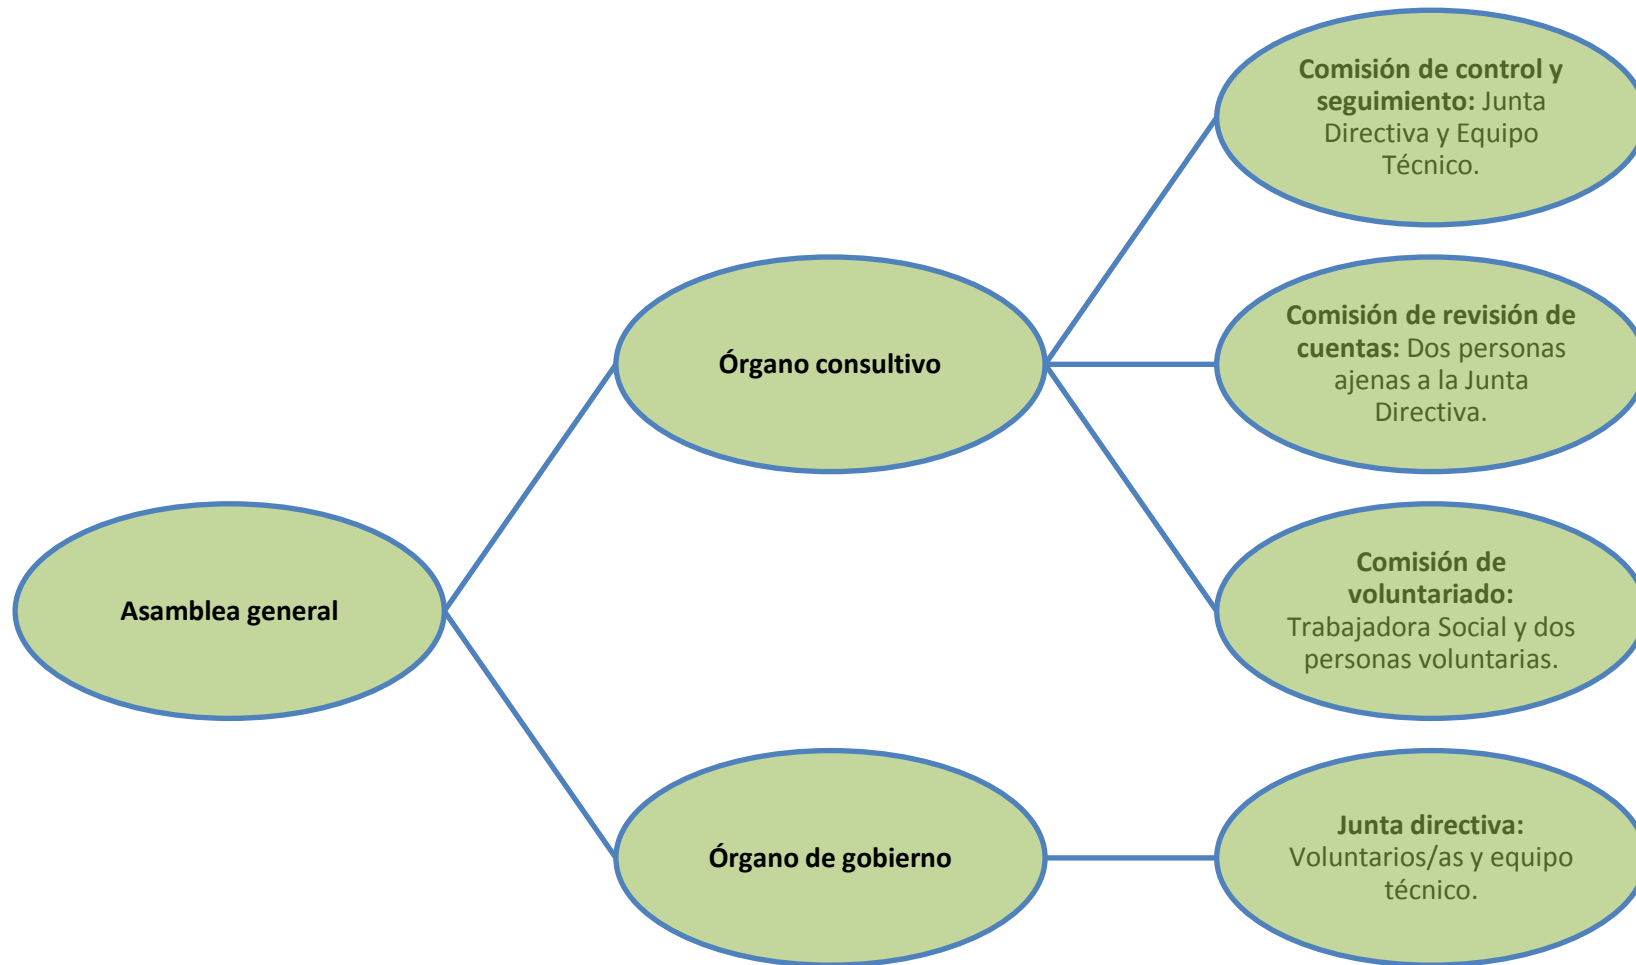 Comisión de control y
seguimiento: Junta
Directiva y Equipo
Técnico.
Órgano consultivo
Comisión de revisión de
cuentas: Dos personas
ajenas a la Junta
Directiva.
Asamblea general
Comisión de
voluntariado:
Trabajadora Social y dos
personas voluntarias.
Órgano de gobierno
Junta directiva:
Voluntarios/as y equipo
técnico.